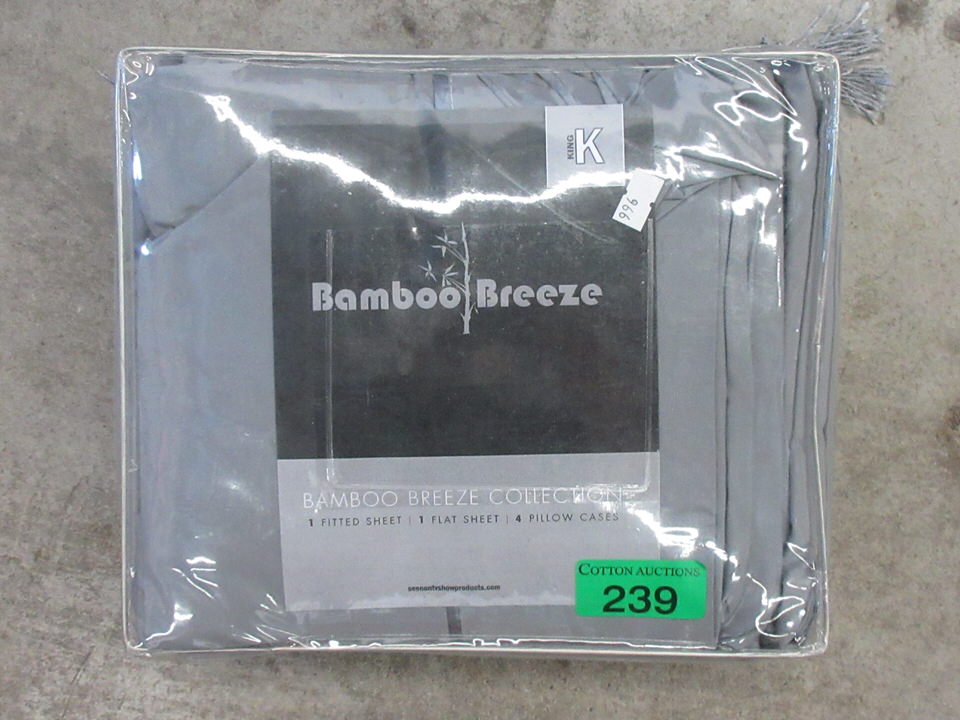 KING
K
996
Bamboo Breeze
BAMBOO BREEZE COLLECTION
1 FITTED SHEET | 1 FLAT SHEET | 4 PILLOW CASES
seenontvshowproducts.com
COTTON AUCTIONS
239